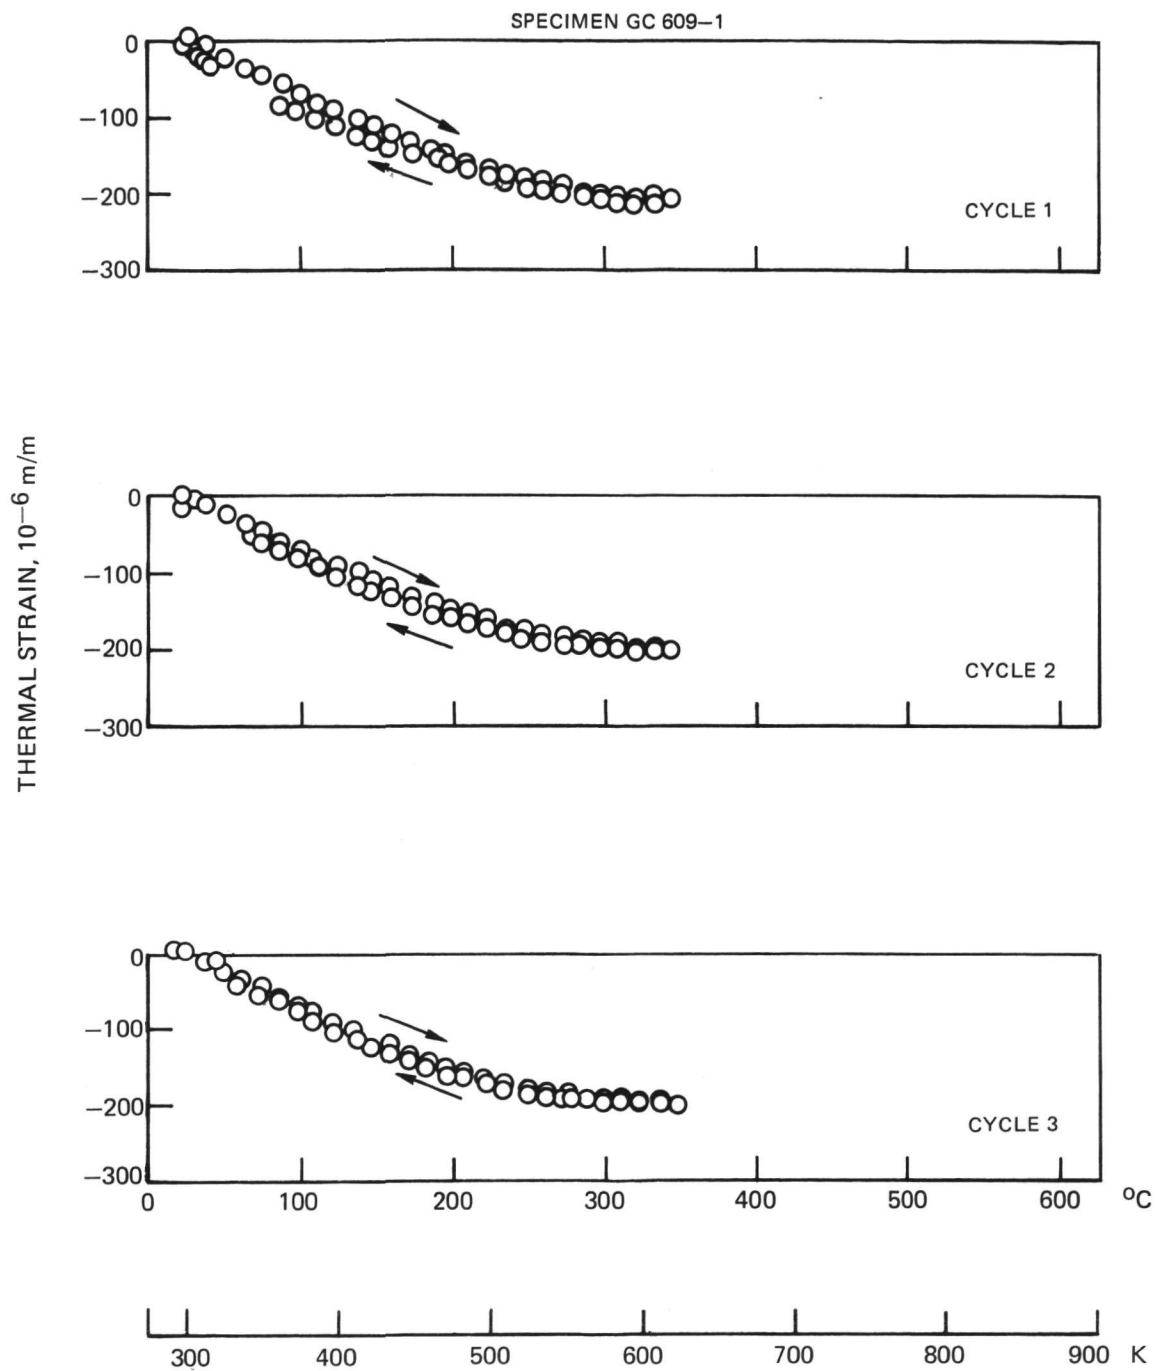 SPECIMEN GC 609–1
0
–100
–200
–300
CYCLE 1
THERMAL STRAIN, 10–6 m/m
0
–100
–200
–300
CYCLE 2
0
–100
–200
–300
CYCLE 3
0 100 200 300 400 500 600 ºC
300 400 500 600 700 800 900 K